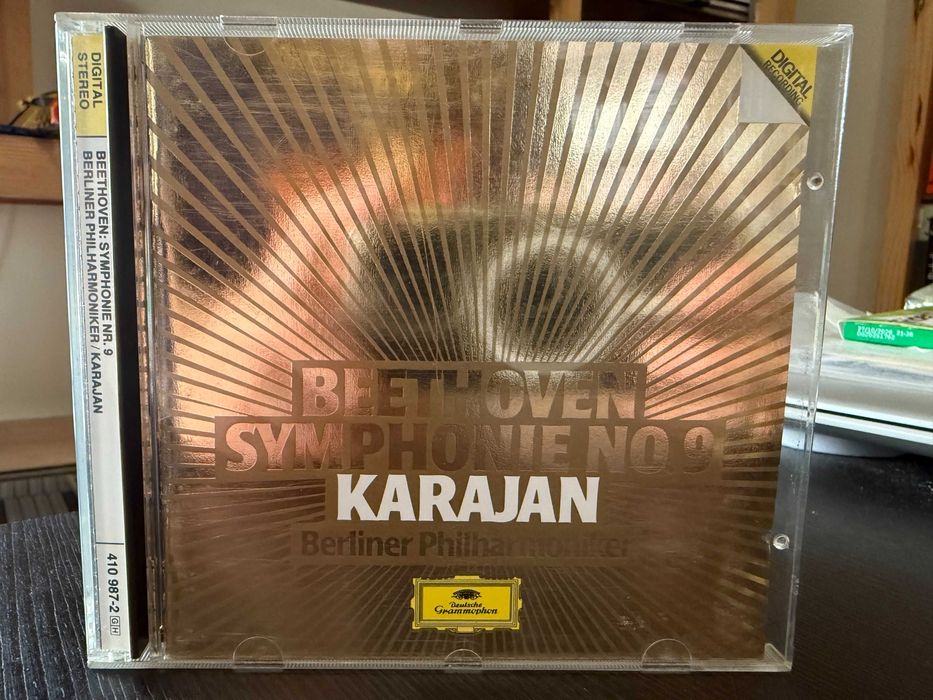 DIGITAL
STEREO
BEETHOVEN: SYMPHONIE NR. 9
BERLINER PHILHARMONIKER / KARAJAN
410 987-2 GH
DIGITAL
RECORDING
BEETHOVEN
SYMPHONIE NO 9
KARAJAN
Berliner Philharmoniker
Deutsche
Grammophon